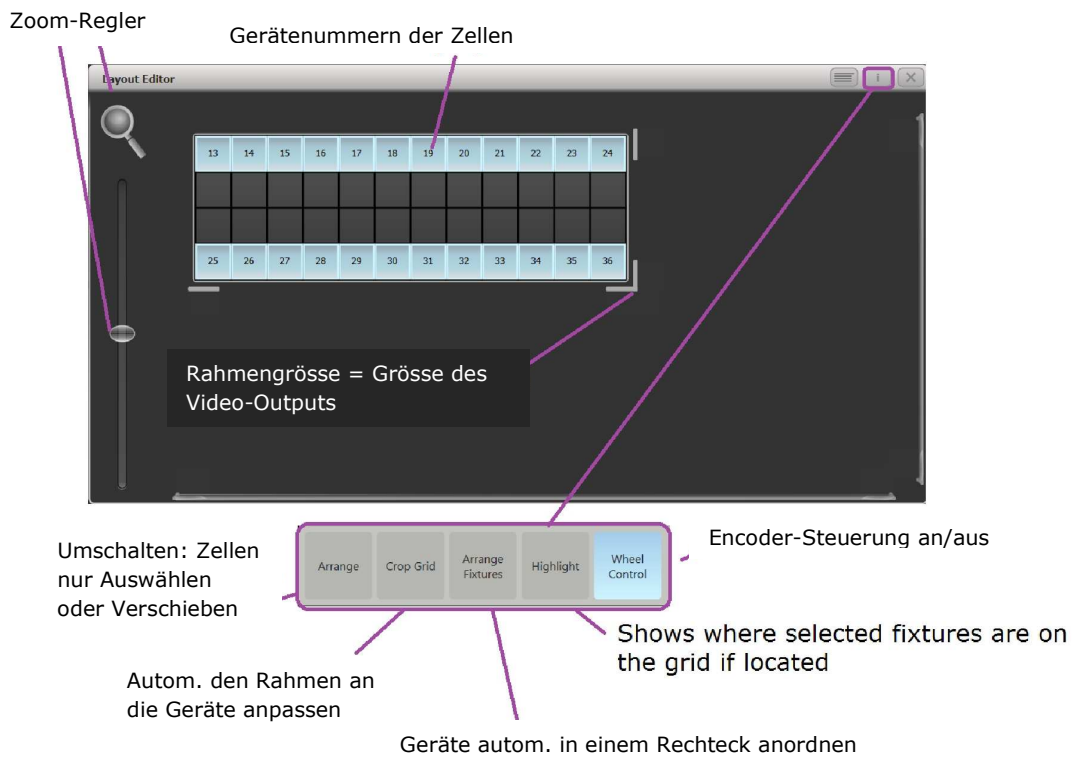 Zoom-Regler
Gerätenummern der Zellen
Layout Editor
i
13 14 15 16 17 18 19 20 21 22 23 24
25 26 27 28 29 30 31 32 33 34 35 36
Rahmengrösse = Grösse des
Video-Outputs
Umschalten: Zellen
nur Auswählen
oder Verschieben
Arrange
Crop Grid
Arrange
Fixtures
Highlight
Wheel
Control
Encoder-Steuerung an/aus
Shows where selected fixtures are on
the grid if located
Autom. den Rahmen an
die Geräte anpassen
Geräte autom. in einem Rechteck anordnen